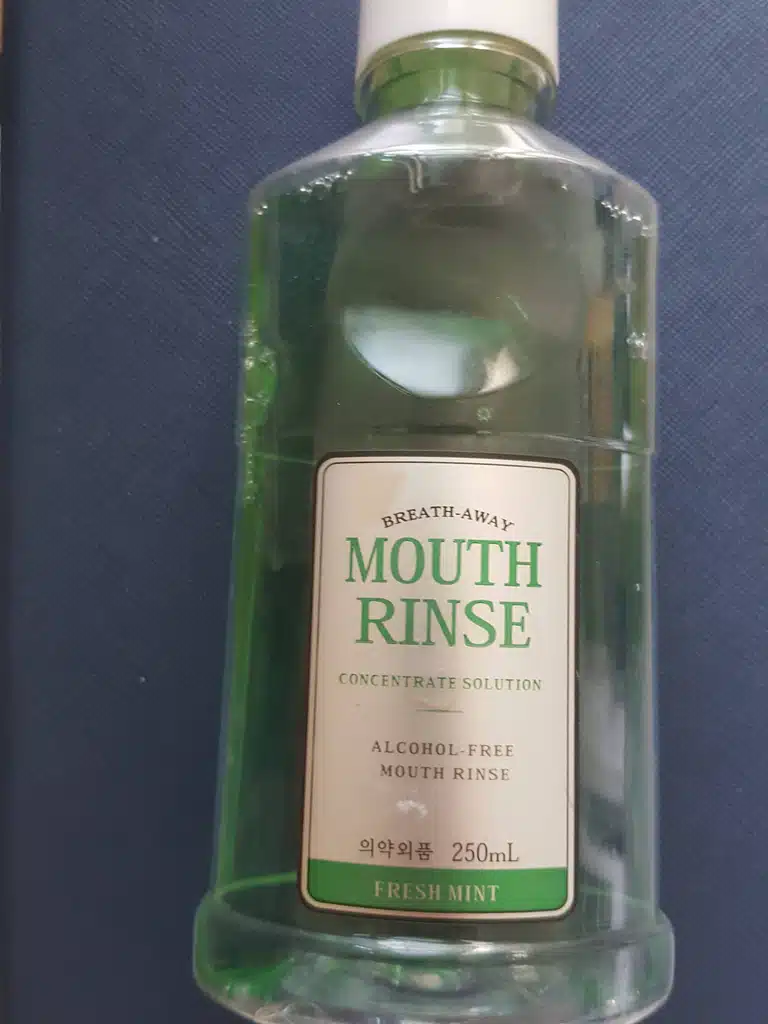 BREATH-AWAY
MOUTH
RINSE
CONCENTRATE SOLUTION
ALCOHOL-FREE
MOUTH RINSE
의약외품 250mL
FRESH MINT